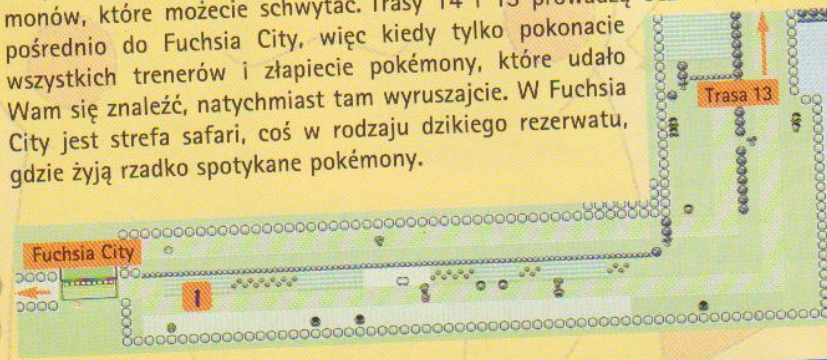 monów, które możecie schwytać. Trasy 14 i 13 prowadzą
pośrednio do Fuchsia City, więc kiedy tylko pokonacie
wszystkich trenerów i złapiecie pokémony, które udało
Wam się znaleźć, natychmiast tam wyruszajcie. W Fuchsia
City jest strefa safari, coś w rodzaju dzikiego rezerwatu,
gdzie żyją rzadko spotykane pokémony.
Trasa 13
Fuchsia City
1